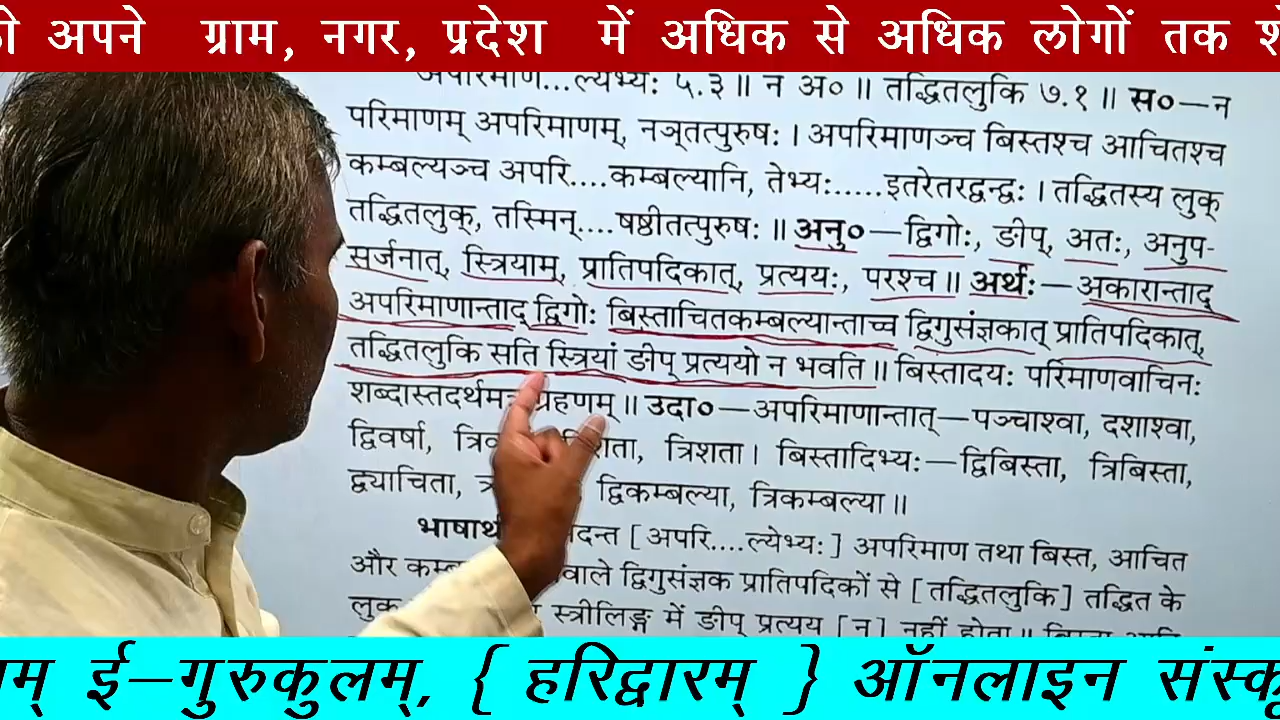 अपने ग्राम, नगर, प्रदेश में अधिक से अधिक लोगों तक
अपरिमाण...ल्येभ्यः ५.३ ॥ न अ० ॥ तद्धितलुकि ७.१ ॥ स०—न
परिमाणम् अपरिमाणम्, नञ्तत्पुरुषः । अपरिमाणञ्च बिस्तश्च आचितश्च
कम्बल्यञ्च अपरि....कम्बल्यानि, तेभ्यः.....इतरेतरद्वन्द्वः । तद्धितस्य लुक्
तद्धितलुक्, तस्मिन्....षष्ठीतत्पुरुषः ॥ अनु०—द्विगोः, ङीप्, अतः, अनुप-
सर्जनात्, स्त्रियाम्, प्रातिपदिकात्, प्रत्ययः, परश्च ॥ अर्थः—अकारान्ताद्
अपरिमाणान्ताद् द्विगोः बिस्ताचितकम्बल्यान्ताच्च द्विगुसंज्ञकात् प्रातिपदिकात्,
तद्धितलुकि सति स्त्रियां ङीप् प्रत्ययो न भवति ॥ बिस्तादयः परिमाणवाचिनः
ग्रहणम् ॥ उदा०—अपरिमाणान्तात्—पञ्चाश्वा, दशाश्वा,
द्विवर्षा, त्रिशता । बिस्तादिभ्यः—द्विबिस्ता, त्रिबिस्ता,
द्व्याचिता, द्विकम्बल्या, त्रिकम्बल्या ॥
[ अपरि....ल्येभ्यः ] अपरिमाण तथा बिस्त, आचित
और द्विगुसंज्ञक प्रातिपदिकों से [ तद्धितलुकि ] तद्धित के
स्त्रीलिङ्ग में ङीप् प्रत्यय [ न ] नहीं होता ॥
ई–गुरुकुलम्, { हरिद्वारम् } ऑनलाइन